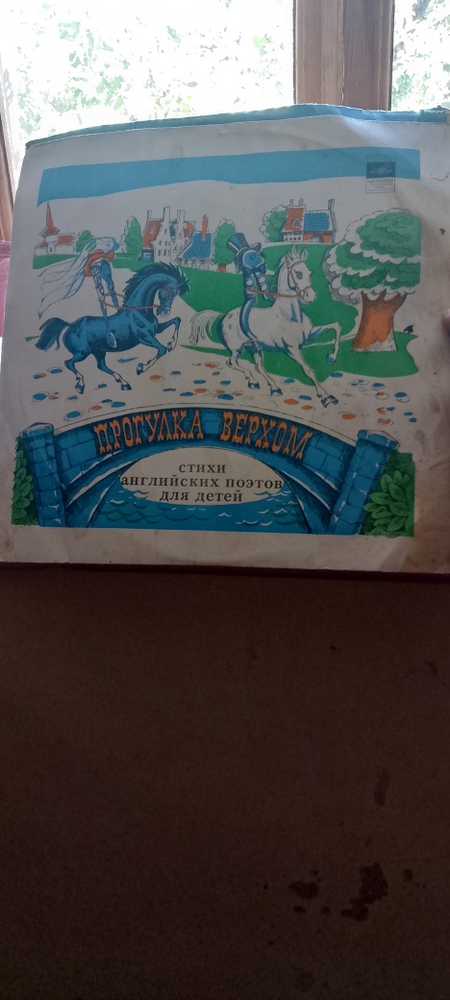 ПРОГУЛКА ВЕРХОМ
СТИХИ
английских поэтов
для детей